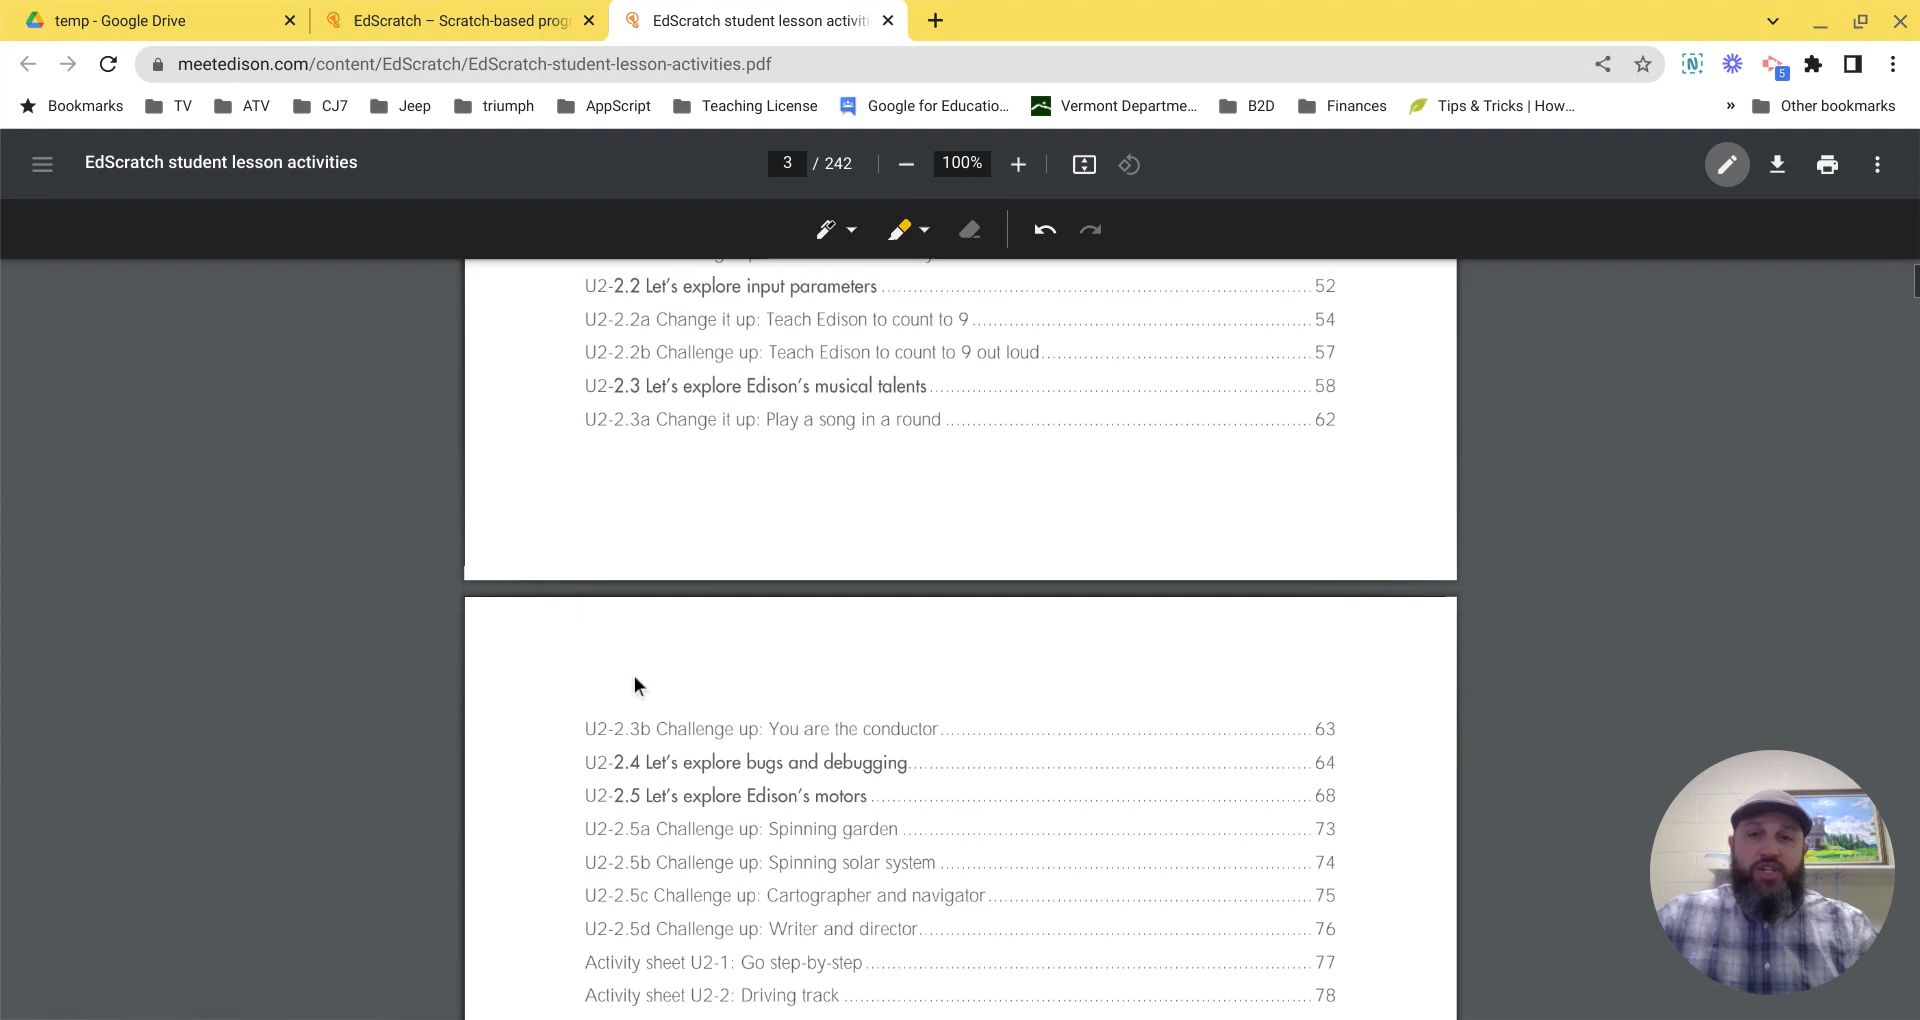 temp - Google Drive
EdScratch – Scratch-based prog
EdScratch student lesson activiti
meetedison.com/content/EdScratch/EdScratch-student-lesson-activities.pdf
5
Bookmarks
TV
ATV
CJ7
Jeep
triumph
AppScript
Teaching License
Google for Educatio...
Vermont Departme...
B2D
Finances
Tips & Tricks | How...
»
Other bookmarks
EdScratch student lesson activities
3 / 242
100%
U2-2.2 Let's explore input parameters 52
U2-2.2a Change it up: Teach Edison to count to 9 54
U2-2.2b Challenge up: Teach Edison to count to 9 out loud 57
U2-2.3 Let's explore Edison's musical talents 58
U2-2.3a Change it up: Play a song in a round 62
U2-2.3b Challenge up: You are the conductor 63
U2-2.4 Let's explore bugs and debugging 64
U2-2.5 Let's explore Edison's motors 68
U2-2.5a Challenge up: Spinning garden 73
U2-2.5b Challenge up: Spinning solar system 74
U2-2.5c Challenge up: Cartographer and navigator 75
U2-2.5d Challenge up: Writer and director 76
Activity sheet U2-1: Go step-by-step 77
Activity sheet U2-2: Driving track 78